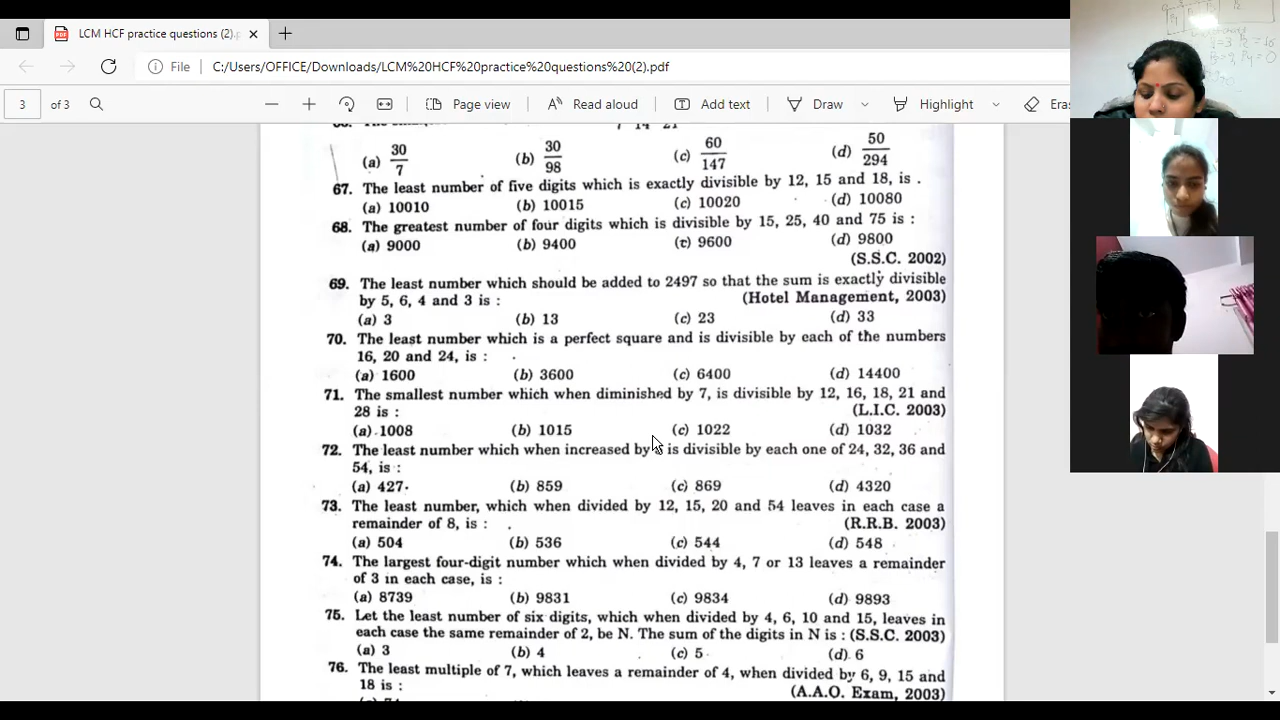 LCM HCF practice questions (2).p
File C:/Users/OFFICE/Downloads/LCM%20HCF%20practice%20questions%20(2).pdf
3 of 3 Page view Read aloud Add text Draw Highlight Eras
7 14 21
(a) 30/7 (b) 30/98 (c) 60/147 (d) 50/294
67. The least number of five digits which is exactly divisible by 12, 15 and 18, is .
(a) 10010 (b) 10015 (c) 10020 (d) 10080
68. The greatest number of four digits which is divisible by 15, 25, 40 and 75 is :
(a) 9000 (b) 9400 (c) 9600 (d) 9800
(S.S.C. 2002)
69. The least number which should be added to 2497 so that the sum is exactly divisible
by 5, 6, 4 and 3 is : (Hotel Management, 2003)
(a) 3 (b) 13 (c) 23 (d) 33
70. The least number which is a perfect square and is divisible by each of the numbers
16, 20 and 24, is :
(a) 1600 (b) 3600 (c) 6400 (d) 14400
71. The smallest number which when diminished by 7, is divisible by 12, 16, 18, 21 and
28 is : (L.I.C. 2003)
(a) 1008 (b) 1015 (c) 1022 (d) 1032
72. The least number which when increased by is divisible by each one of 24, 32, 36 and
54, is :
(a) 427 (b) 859 (c) 869 (d) 4320
73. The least number, which when divided by 12, 15, 20 and 54 leaves in each case a
remainder of 8, is : (R.R.B. 2003)
(a) 504 (b) 536 (c) 544 (d) 548
74. The largest four-digit number which when divided by 4, 7 or 13 leaves a remainder
of 3 in each case, is :
(a) 8739 (b) 9831 (c) 9834 (d) 9893
75. Let the least number of six digits, which when divided by 4, 6, 10 and 15, leaves in
each case the same remainder of 2, be N. The sum of the digits in N is : (S.S.C. 2003)
(a) 3 (b) 4 (c) 5 (d) 6
76. The least multiple of 7, which leaves a remainder of 4, when divided by 6, 9, 15 and
18 is : (A.A.O. Exam, 2003)